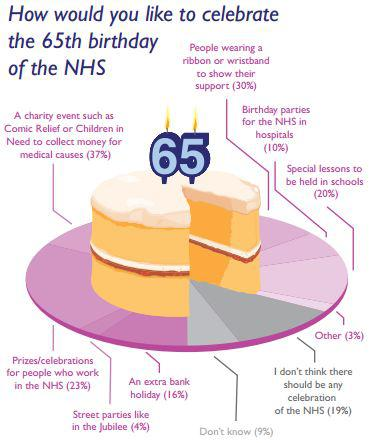 How would you like to celebrate
the 65th birthday
of the NHS
People wearing a
ribbon or wristband
to show their
support (30%)
A charity event such as
Comic Relief or Children in
Need to collect money for
medical causes (37%)
Birthday parties
for the NHS in
hospitals
(10%)
65
Special lessons to
be held in schools
(20%)
Other (3%)
Prizes/celebrations
for people who work
in the NHS (23%)
An extra bank
holiday (16%)
I don't think there
should be any
celebration
of the NHS (19%)
Street parties like
in the Jubilee (4%)
Don't know (9%)